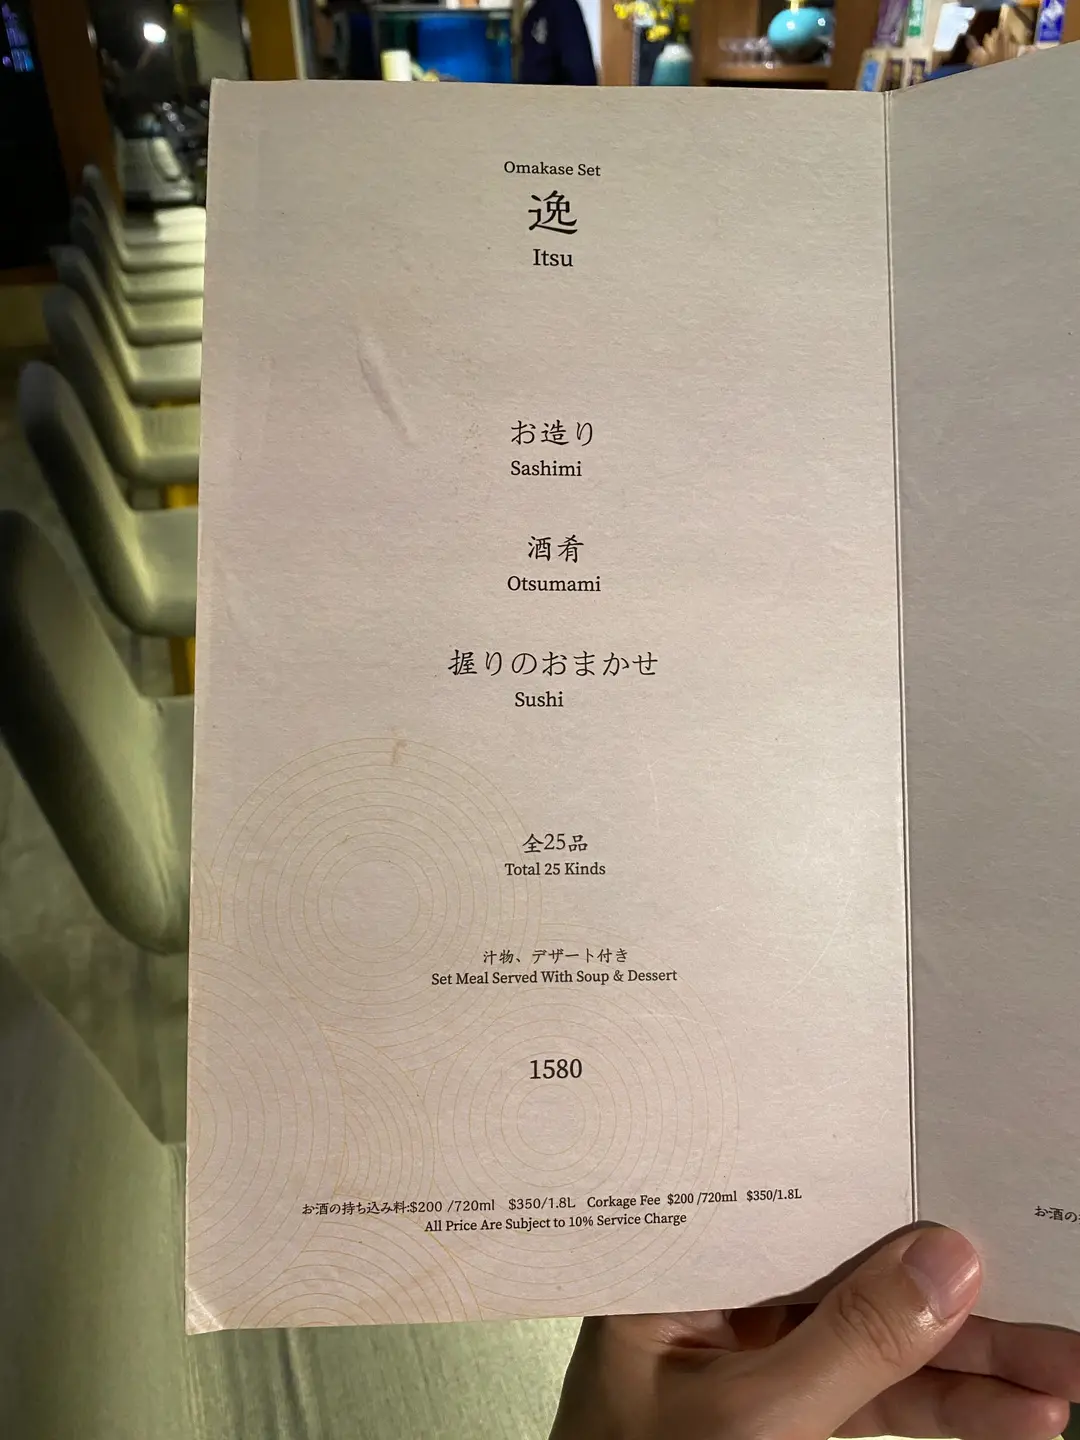 Omakase Set
逸
Itsu
お造り
Sashimi
酒肴
Otsumami
握りのおまかせ
Sushi
全25品
Total 25 Kinds
汁物、デザート付き
Set Meal Served With Soup & Dessert
1580
お酒の持ち込み料:$200 /720ml $350/1.8L Corkage Fee $200 /720ml $350/1.8L
All Price Are Subject to 10% Service Charge
お酒の